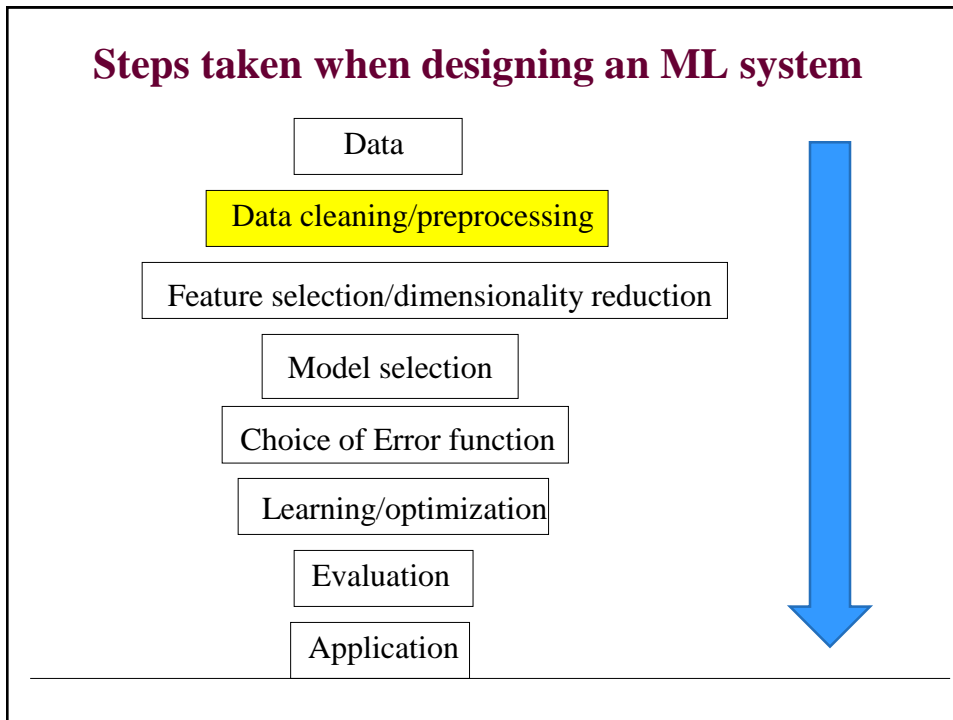 Steps taken when designing an ML system
Data
Data cleaning/preprocessing
Feature selection/dimensionality reduction
Model selection
Choice of Error function
Learning/optimization
Evaluation
Application